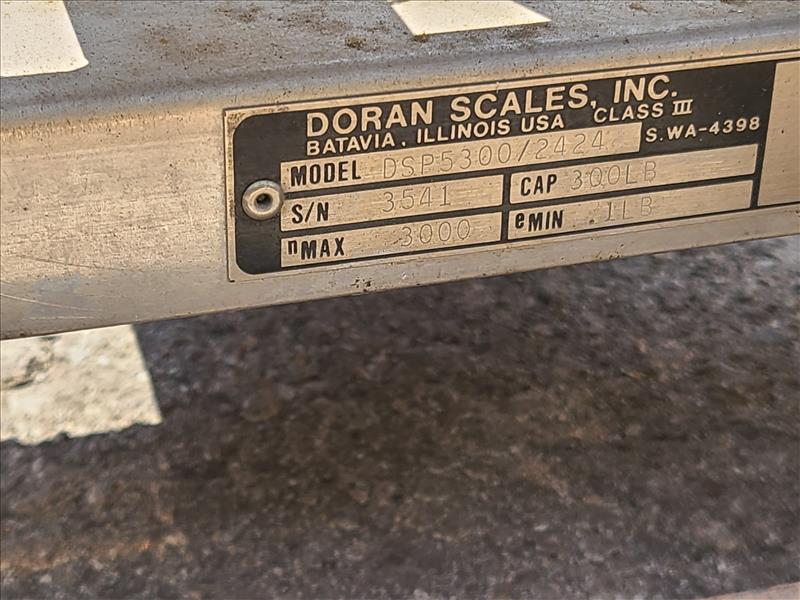 DORAN SCALES, INC.
BATAVIA, ILLINOIS USA CLASS III
MODEL DSP5300/2424 S.WA-4398
S/N 3541 CAP 300LB
nMAX 3000 eMIN .1LB